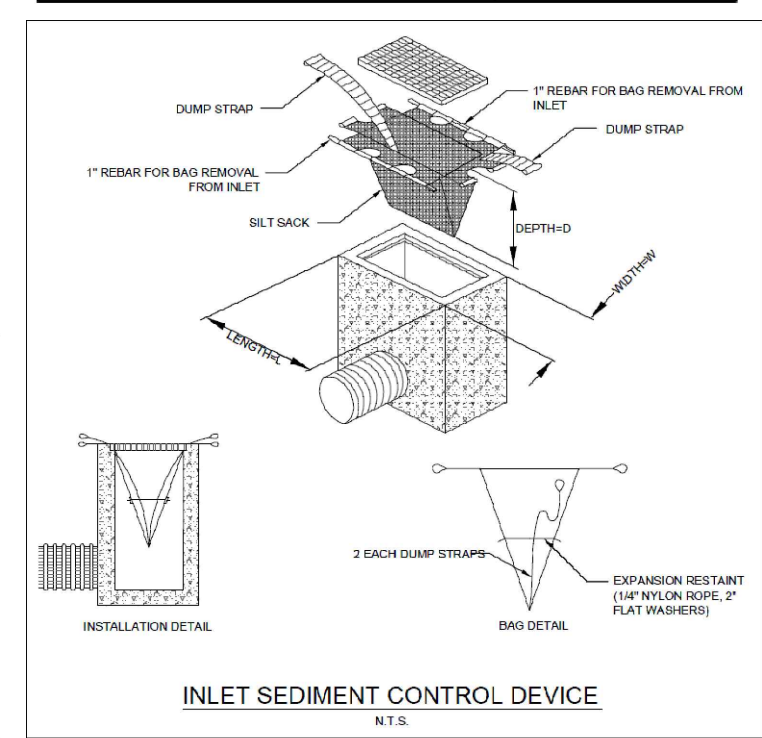 1" REBAR FOR BAG REMOVAL FROM
INLET
DUMP STRAP
DUMP STRAP
1" REBAR FOR BAG REMOVAL
FROM INLET
SILT SACK
DEPTH=D
WIDTH=W
LENGTH=L
2 EACH DUMP STRAPS
EXPANSION RESTAINT
(1/4" NYLON ROPE, 2"
FLAT WASHERS)
INSTALLATION DETAIL
BAG DETAIL
INLET SEDIMENT CONTROL DEVICE
N.T.S.